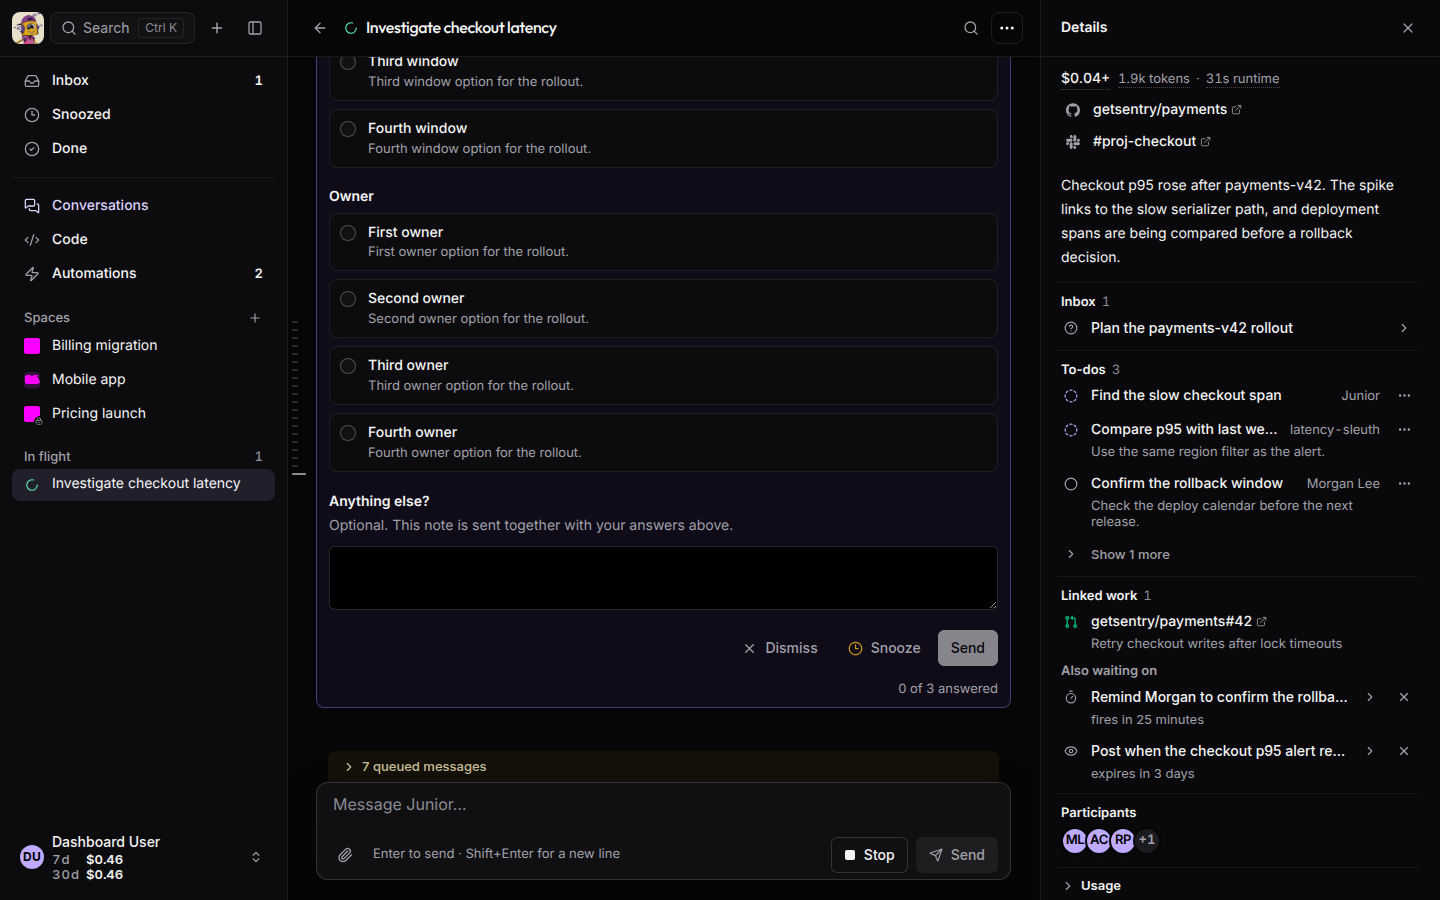 Search Ctrl K
Inbox 1
Snoozed
Done
Conversations
Code
Automations 2
Spaces
Billing migration
Mobile app
Pricing launch
In flight 1
Investigate checkout latency
DU
Dashboard User
7d $0.46
30d $0.46
Investigate checkout latency
Third window
Third window option for the rollout.
Fourth window
Fourth window option for the rollout.
Owner
First owner
First owner option for the rollout.
Second owner
Second owner option for the rollout.
Third owner
Third owner option for the rollout.
Fourth owner
Fourth owner option for the rollout.
Anything else?
Optional. This note is sent together with your answers above.
Dismiss Snooze Send
0 of 3 answered
7 queued messages
Message Junior...
Enter to send · Shift+Enter for a new line
Stop Send
Details
$0.04+ 1.9k tokens · 31s runtime
getsentry/payments
#proj-checkout
Checkout p95 rose after payments-v42. The spike
links to the slow serializer path, and deployment
spans are being compared before a rollback
decision.
Inbox 1
Plan the payments-v42 rollout
To-dos 3
Find the slow checkout span Junior
Compare p95 with last we... latency-sleuth
Use the same region filter as the alert.
Confirm the rollback window Morgan Lee
Check the deploy calendar before the next
release.
Show 1 more
Linked work 1
getsentry/payments#42
Retry checkout writes after lock timeouts
Also waiting on
Remind Morgan to confirm the rollba...
fires in 25 minutes
Post when the checkout p95 alert re...
expires in 3 days
Participants
ML AC RP +1
Usage